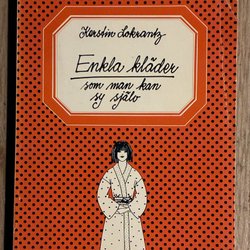 Kerstin Lokrantz
Enkla kläder
som man kan
sy själv